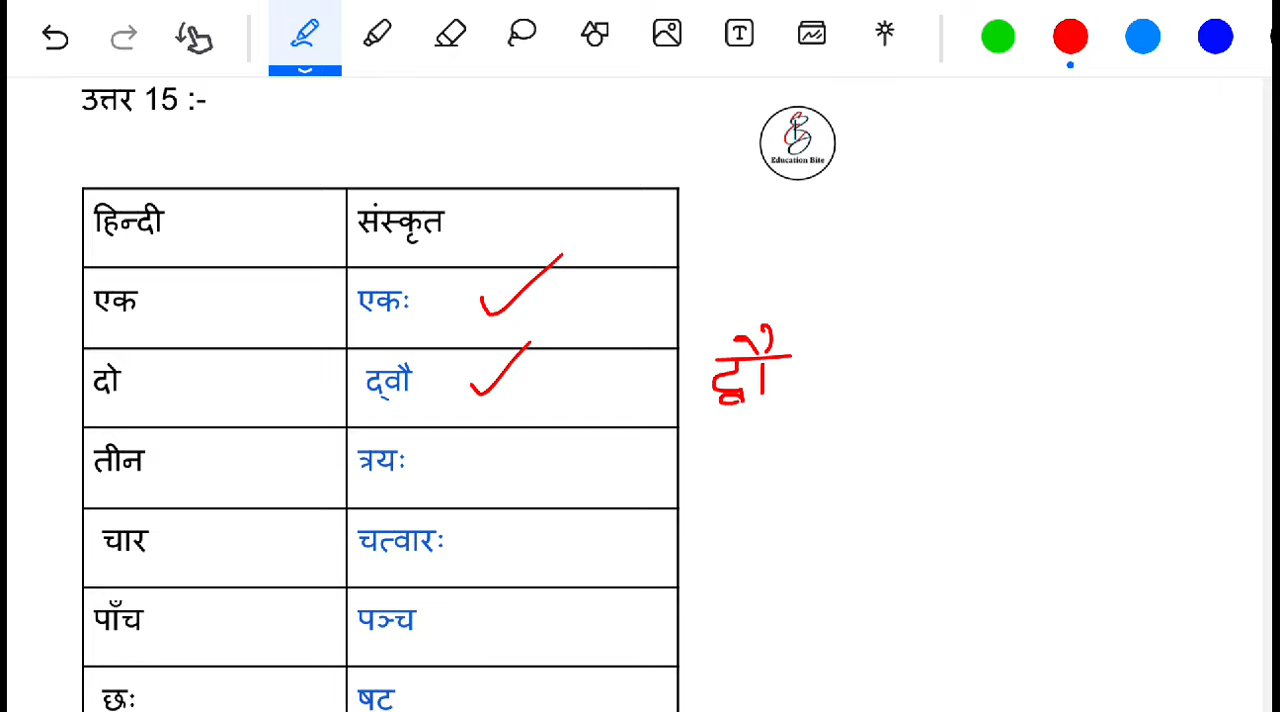 उत्तर 15 :-
Education Bite
हिन्दी संस्कृत
एक एकः
दो द्वौ
द्वौ
तीन त्रयः
चार चत्वारः
पाँच पञ्च
छः षट